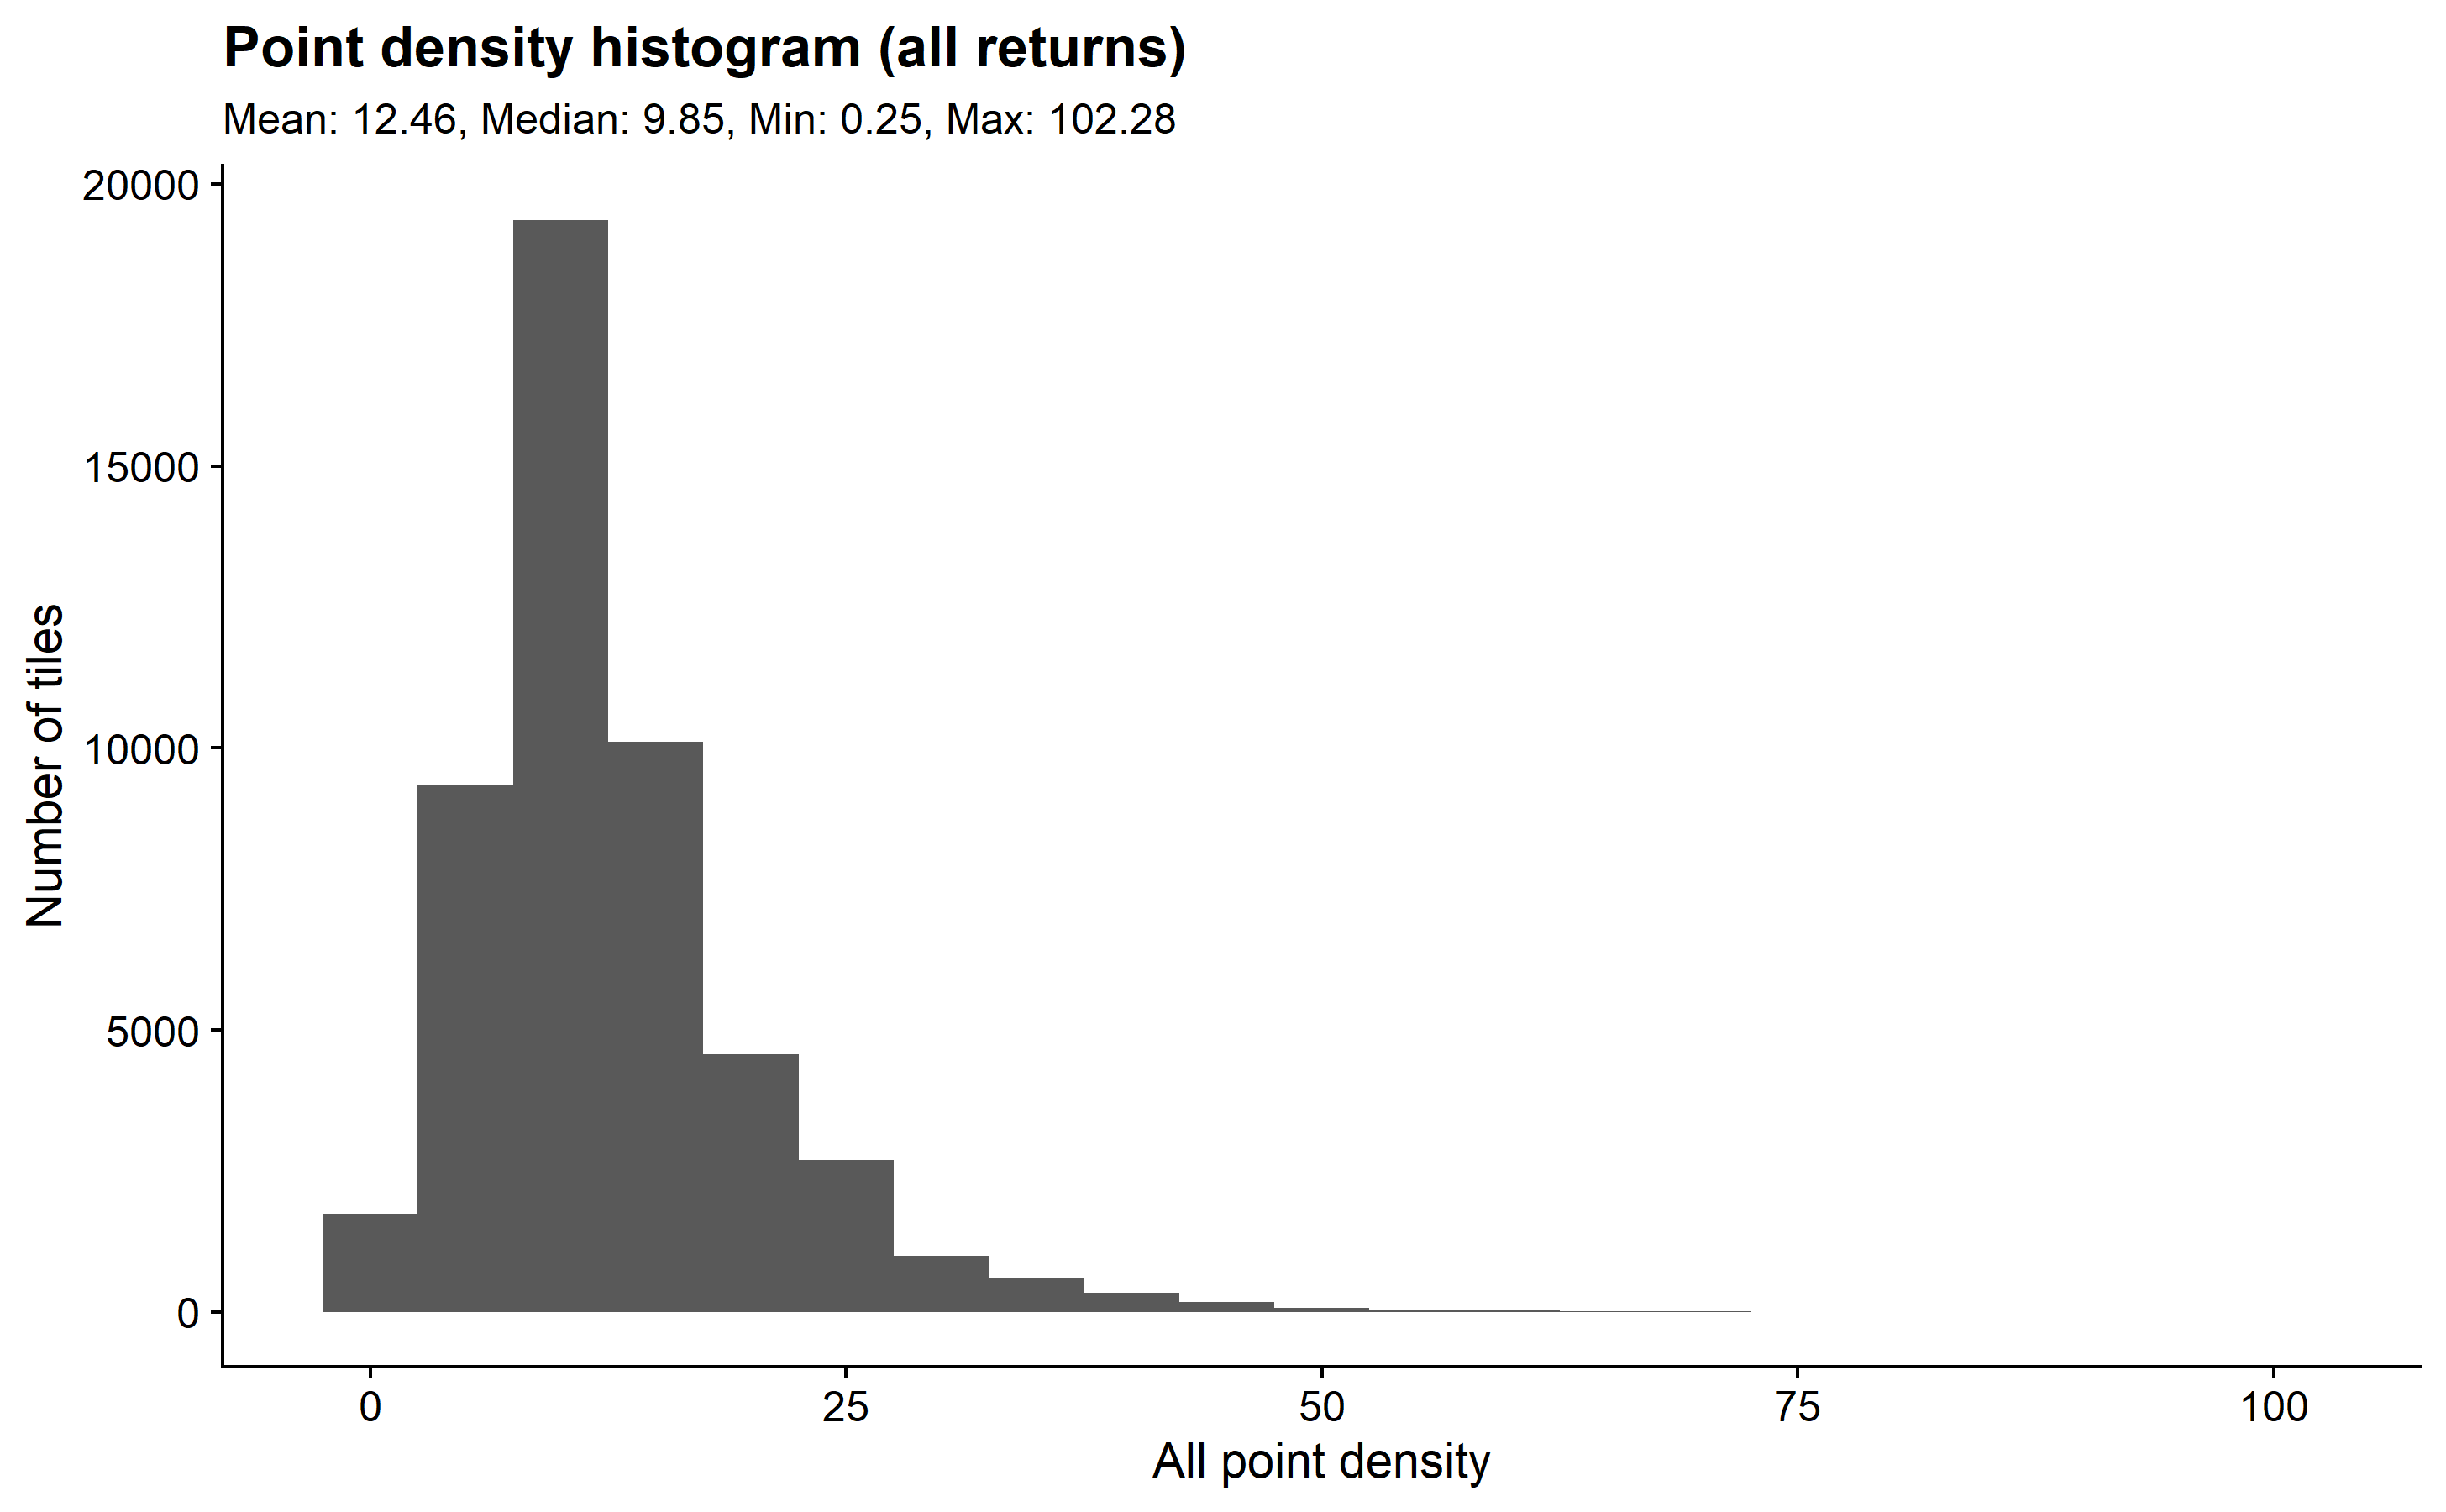 Point density histogram (all returns)
Mean: 12.46, Median: 9.85, Min: 0.25, Max: 102.28
20000
15000
10000
5000
0
Number of tiles
0 25 50 75 100
All point density